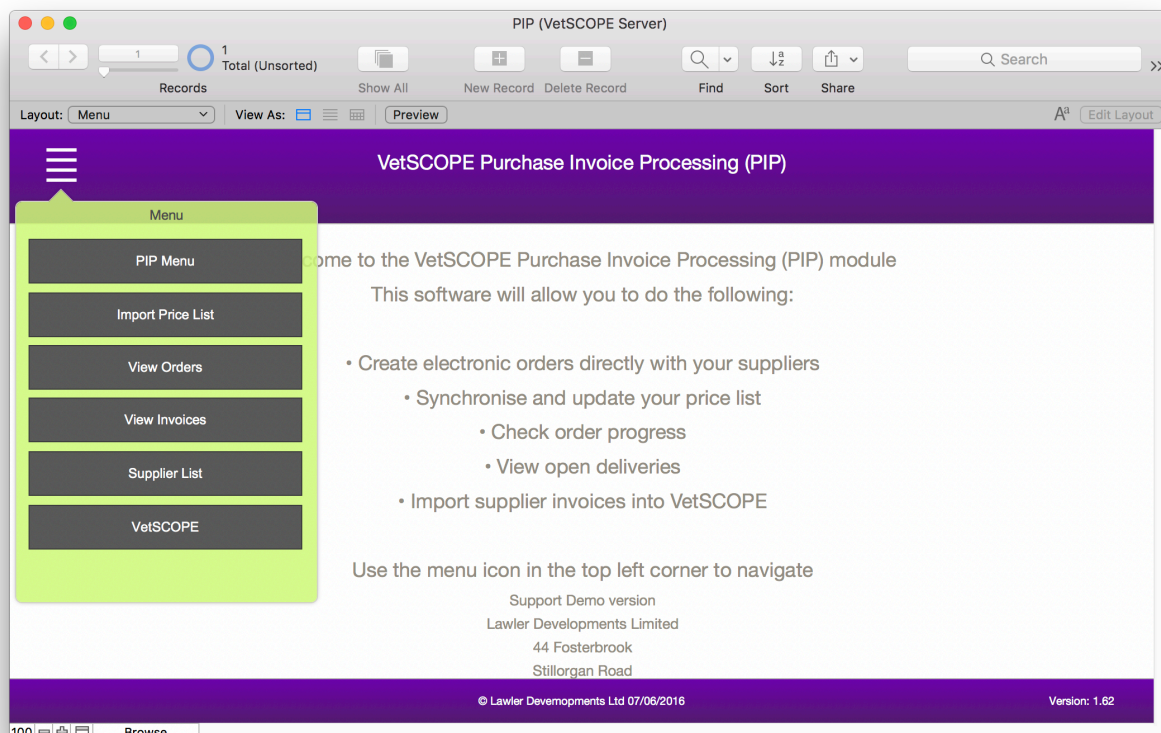 PIP (VetSCOPE Server)
1
1
Total (Unsorted)
Records
Show All
New Record
Delete Record
Find
Sort
Share
Search
Layout: Menu
View As:
Preview
Aa
Edit Layout
VetSCOPE Purchase Invoice Processing (PIP)
Menu
PIP Menu
Import Price List
View Orders
View Invoices
Supplier List
VetSCOPE
come to the VetSCOPE Purchase Invoice Processing (PIP) module
This software will allow you to do the following:
• Create electronic orders directly with your suppliers
• Synchronise and update your price list
• Check order progress
• View open deliveries
• Import supplier invoices into VetSCOPE
Use the menu icon in the top left corner to navigate
Support Demo version
Lawler Developments Limited
44 Fosterbrook
Stillorgan Road
© Lawler Devemopments Ltd 07/06/2016
Version: 1.62
100
Browse